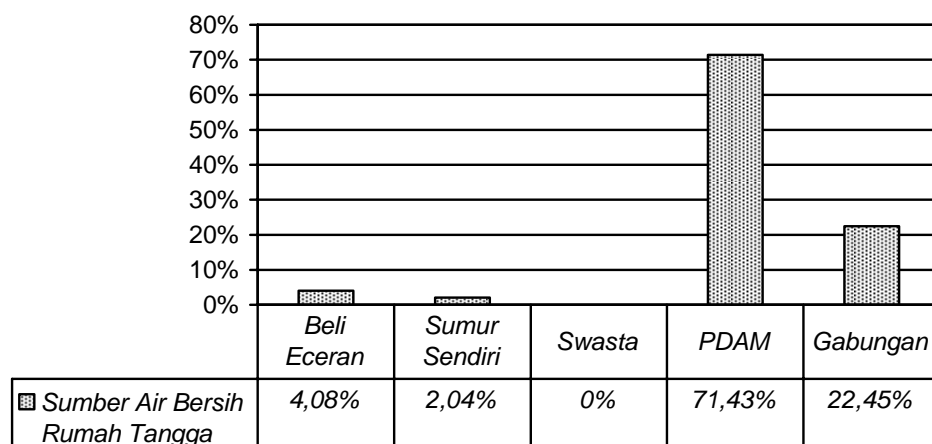 80%
70%
60%
50%
40%
30%
20%
10%
0%
Beli Eceran
Sumur Sendiri
Swasta
PDAM
Gabungan
Sumber Air Bersih
Rumah Tangga
4,08%
2,04%
0%
71,43%
22,45%